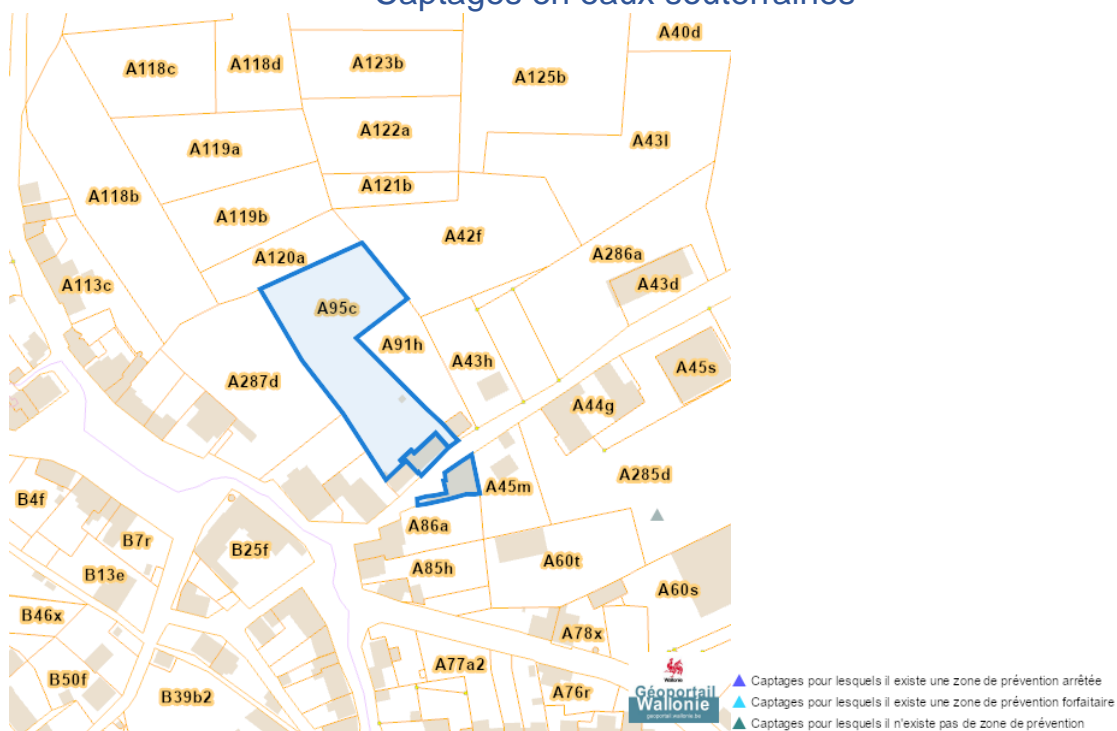 Captages en eaux souterraines
A40d
A118c
A118d
A123b
A125b
A122a
A43l
A119a
A121b
A118b
A119b
A42f
A120a
A286a
A43d
A113c
A95c
A91h
A43h
A45s
A287d
A44g
A285d
A45m
B4f
A86a
B7r
B25f
A85h
A60t
B13e
A60s
B46x
A78x
A77a2
B50f
B39b2
A76r
Wallonie
Géoportail
Wallonie
geoportail.wallonie.be
Captages pour lesquels il existe une zone de prévention arrêtée
Captages pour lesquels il existe une zone de prévention forfaitaire
Captages pour lesquels il n'existe pas de zone de prévention